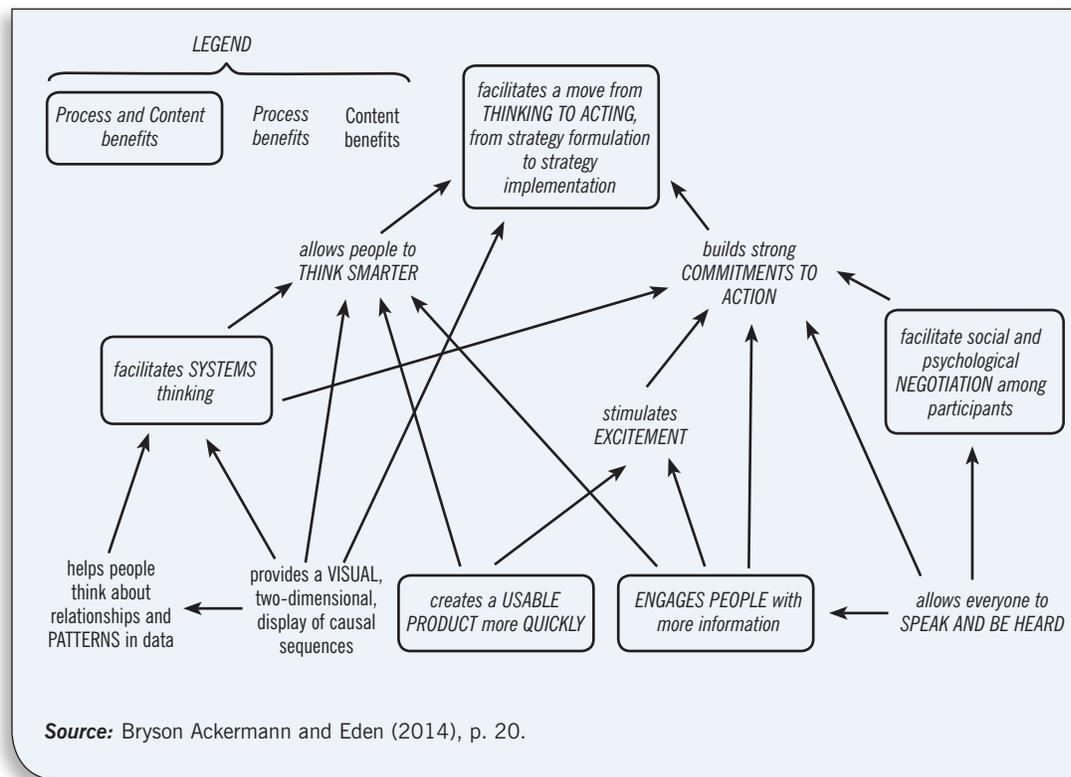 LEGEND
Process and Content
benefits
Process
benefits
Content
benefits
facilitates a move from
THINKING TO ACTING,
from strategy formulation
to strategy
implementation
allows people to
THINK SMARTER
builds strong
COMMITMENTS TO
ACTION
facilitates SYSTEMS
thinking
facilitate social and
psychological
NEGOTIATION among
participants
stimulates
EXCITEMENT
helps people
think about
relationships and
PATTERNS in data
provides a VISUAL,
two-dimensional,
display of causal
sequences
creates a USABLE
PRODUCT more QUICKLY
ENGAGES PEOPLE with
more information
allows everyone to
SPEAK AND BE HEARD
Source: Bryson Ackermann and Eden (2014), p. 20.